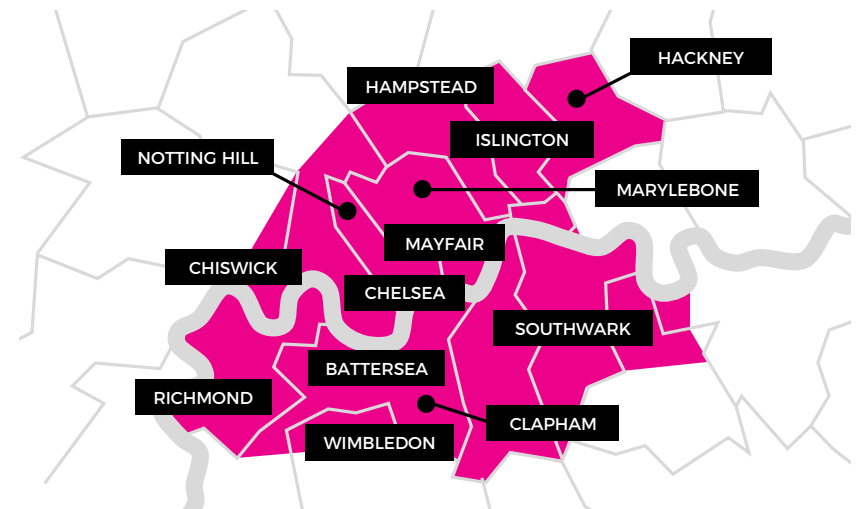 HACKNEY
HAMPSTEAD
ISLINGTON
NOTTING HILL
MARYLEBONE
MAYFAIR
CHISWICK
CHELSEA
SOUTHWARK
BATTERSEA
RICHMOND
CLAPHAM
WIMBLEDON